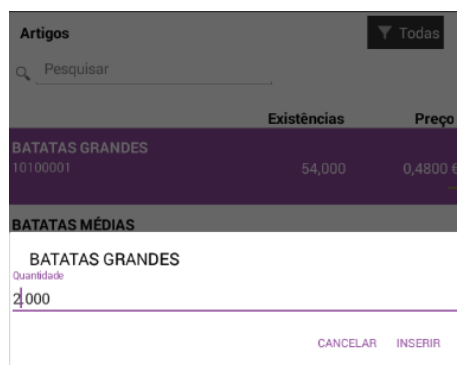 Artigos
Todas
Pesquisar
Existências Preço
BATATAS GRANDES
10100001 54,000 0,4800 €
BATATAS MÉDIAS
BATATAS GRANDES
Quantidade
2,000
CANCELAR INSERIR